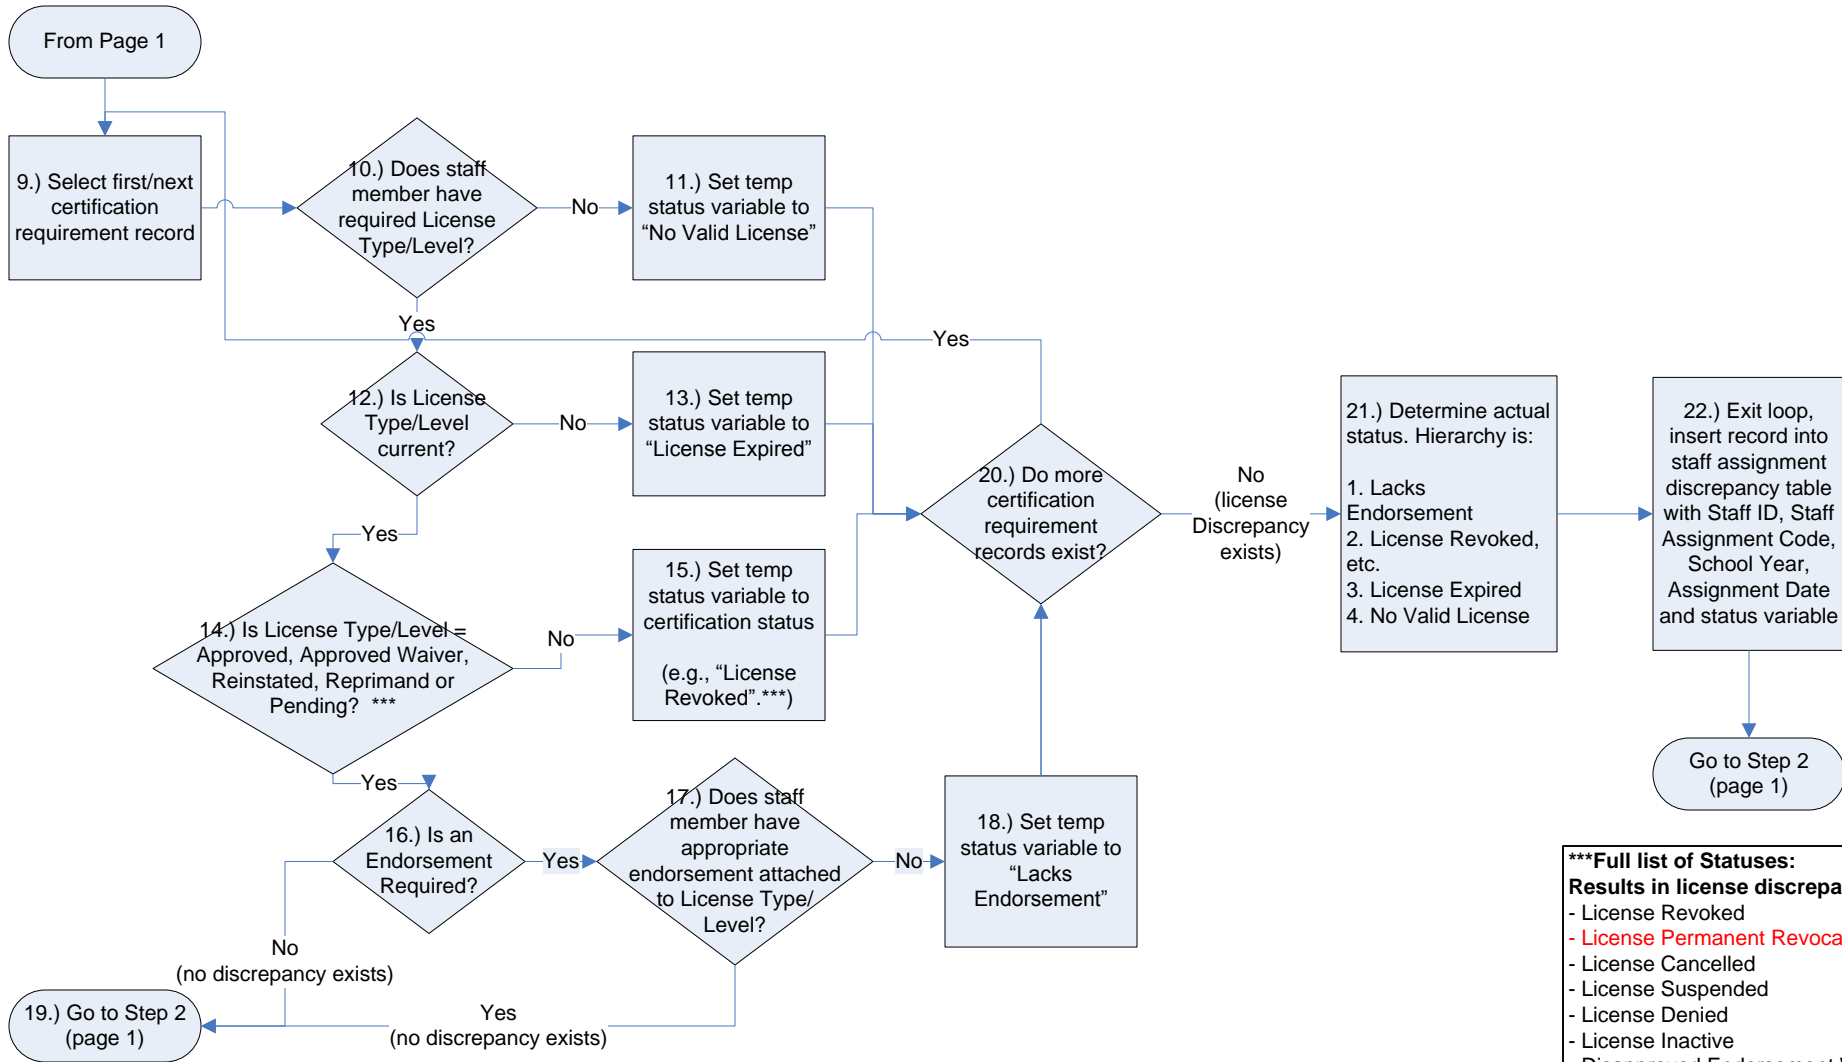 From Page 1
9.) Select first/next
certification
requirement record
10.) Does staff
member have
required License
Type/Level?
No
11.) Set temp
status variable to
“No Valid License”
Yes
Yes
12.) Is License
Type/Level
current?
No
13.) Set temp
status variable to
“License Expired”
Yes
14.) Is License Type/Level =
Approved, Approved Waiver,
Reinstated, Reprimand or
Pending? ***
No
15.) Set temp
status variable to
certification status
(e.g., “License
Revoked”.***)
Yes
16.) Is an
Endorsement
Required?
Yes
17.) Does staff
member have
appropriate
endorsement attached
to License Type/
Level?
No
18.) Set temp
status variable to
“Lacks
Endorsement”
No
(no discrepancy exists)
Yes
(no discrepancy exists)
19.) Go to Step 2
(page 1)
20.) Do more
certification
requirement
records exist?
No
(license
Discrepancy
exists)
21.) Determine actual
status. Hierarchy is:
1. Lacks
Endorsement
2. License Revoked,
etc.
3. License Expired
4. No Valid License
22.) Exit loop,
insert record into
staff assignment
discrepancy table
with Staff ID, Staff
Assignment Code,
School Year,
Assignment Date
and status variable
Go to Step 2
(page 1)
***Full list of Statuses:
Results in license discrepa
- License Revoked
- License Permanent Revoca
- License Cancelled
- License Suspended
- License Denied
- License Inactive
- Disapproved Endorsement